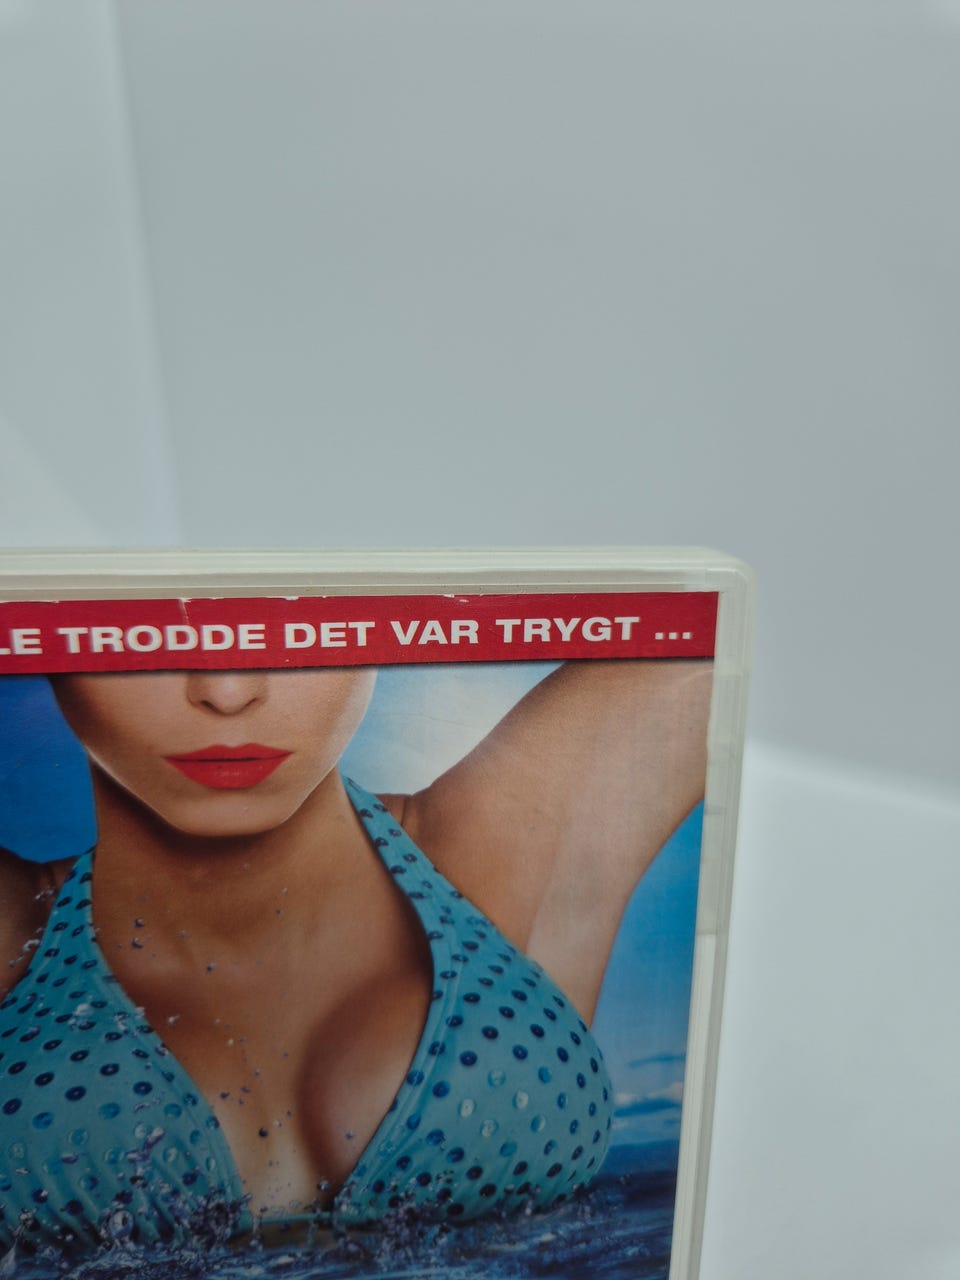 LE TRODDE DET VAR TRYGT ...